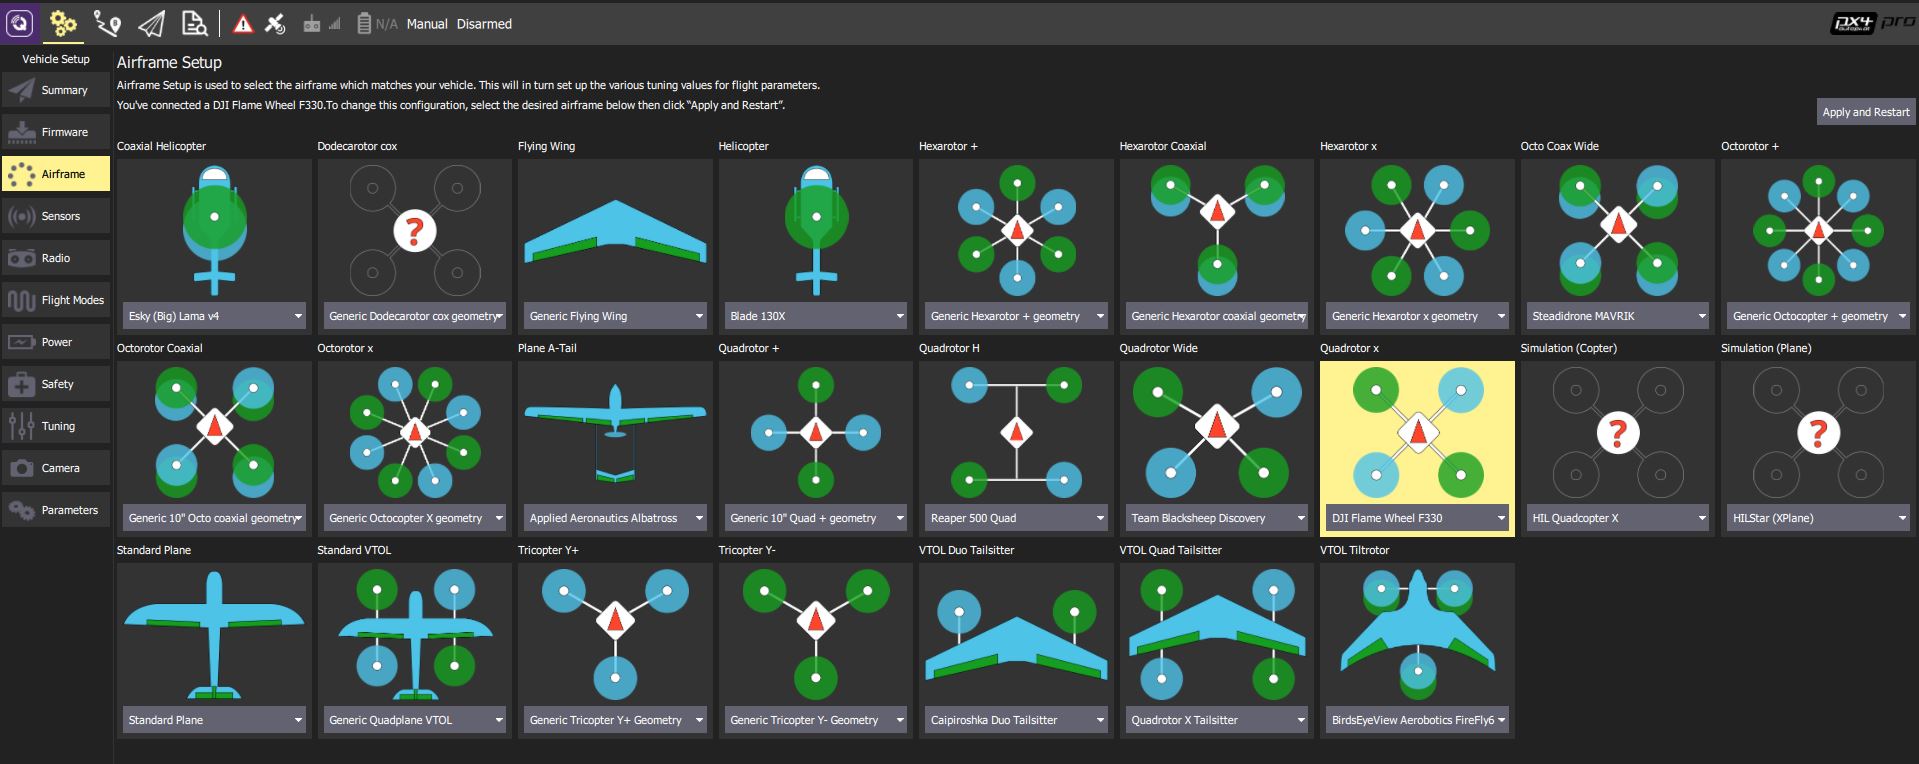 N/A Manual Disarmed
px4 pro
autopilot
Vehicle Setup
Summary
Firmware
Airframe
Sensors
Radio
Flight Modes
Power
Safety
Tuning
Camera
Parameters
Airframe Setup
Airframe Setup is used to select the airframe which matches your vehicle. This will in turn set up the various tuning values for flight parameters.
You've connected a DJI Flame Wheel F330.To change this configuration, select the desired airframe below then click “Apply and Restart”.
Apply and Restart
Coaxial Helicopter
Dodecarotor cox
Flying Wing
Helicopter
Hexarotor +
Hexarotor Coaxial
Hexarotor x
Octo Coax Wide
Octorotor +
?
Esky (Big) Lama v4
Generic Dodecarotor cox geometry
Generic Flying Wing
Blade 130X
Generic Hexarotor + geometry
Generic Hexarotor coaxial geometry
Generic Hexarotor x geometry
Steadidrone MAVRIK
Generic Octocopter + geometry
Octorotor Coaxial
Octorotor x
Plane A-Tail
Quadrotor +
Quadrotor H
Quadrotor Wide
Quadrotor x
Simulation (Copter)
Simulation (Plane)
?
?
Generic 10" Octo coaxial geometry
Generic Octocopter X geometry
Applied Aeronautics Albatross
Generic 10" Quad + geometry
Reaper 500 Quad
Team Blacksheep Discovery
DJI Flame Wheel F330
HIL Quadcopter X
HILStar (XPlane)
Standard Plane
Standard VTOL
Tricopter Y+
Tricopter Y-
VTOL Duo Tailsitter
VTOL Quad Tailsitter
VTOL Tiltrotor
Standard Plane
Generic Quadplane VTOL
Generic Tricopter Y+ Geometry
Generic Tricopter Y- Geometry
Caipiroshka Duo Tailsitter
Quadrotor X Tailsitter
BirdsEyeView Aerobotics FireFly6